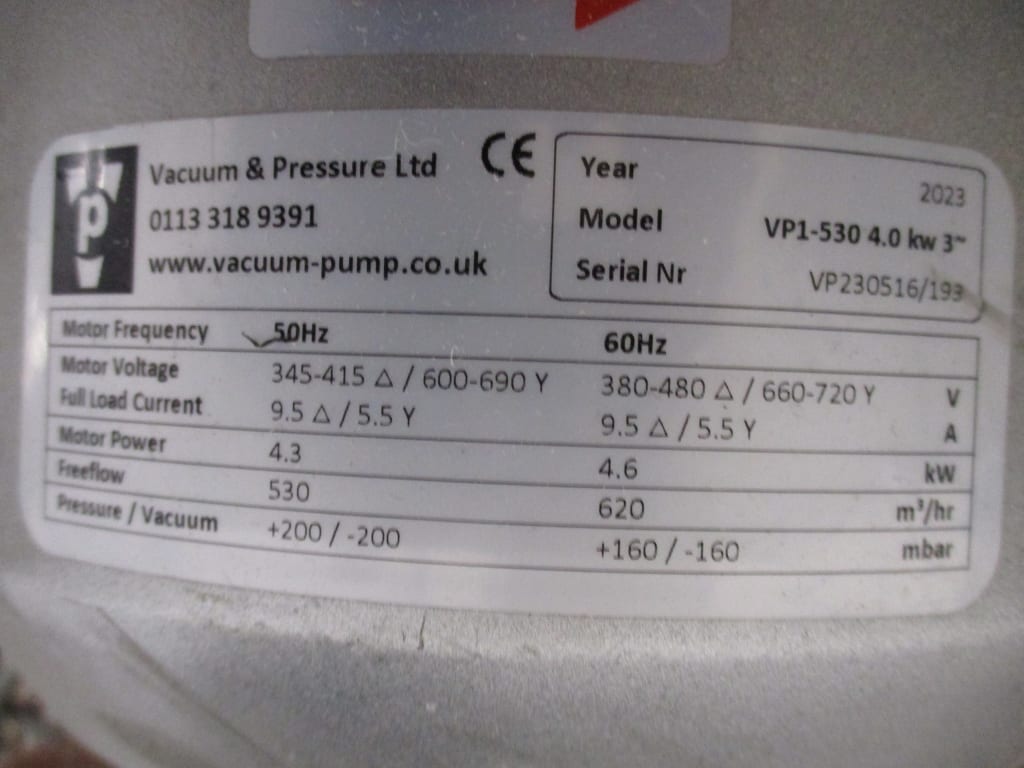 V
p
Vacuum & Pressure Ltd
0113 318 9391
www.vacuum-pump.co.uk
CE
Year 2023
Model VP1-530 4.0 kw 3~
Serial Nr VP230516/193
Motor Frequency 50Hz 60Hz
Motor Voltage 345-415 Δ / 600-690 Y 380-480 Δ / 660-720 Y V
Full Load Current 9.5 Δ / 5.5 Y 9.5 Δ / 5.5 Y A
Motor Power 4.3 4.6 kW
Freeflow 530 620 m³/hr
Pressure / Vacuum +200 / -200 +160 / -160 mbar